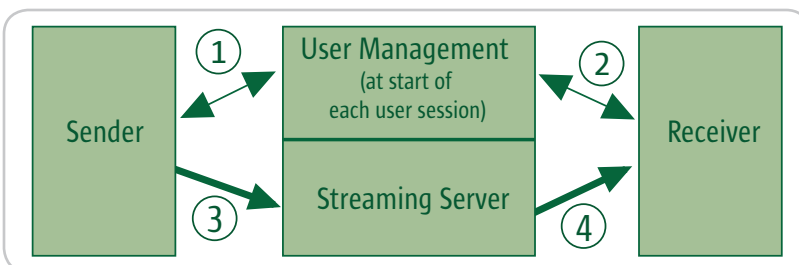 1
User Management
(at start of
each user session)
2
Sender
Receiver
Streaming Server
3
4